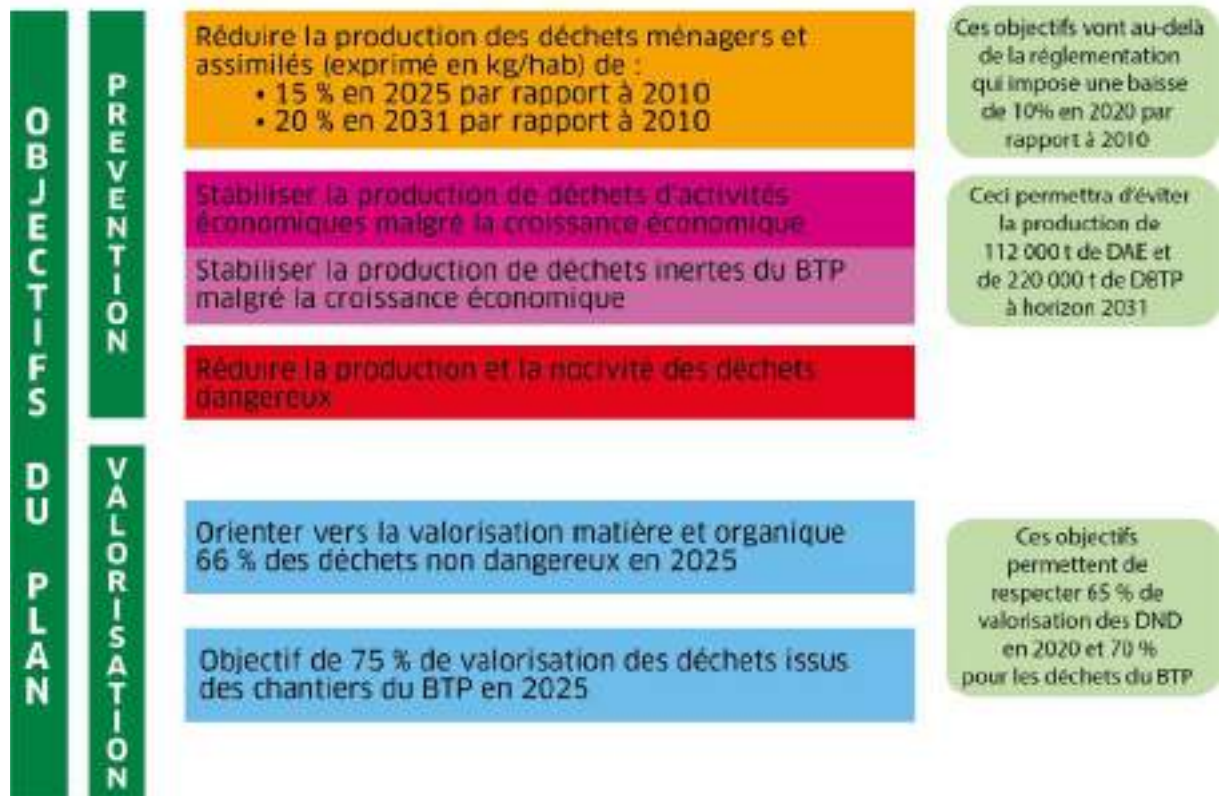 OBJECTIFS DU PLAN
PREVENTION
Réduire la production des déchets ménagers et
assimilés (exprimé en kg/hab) de :
• 15 % en 2025 par rapport à 2010
• 20 % en 2031 par rapport à 2010
Ces objectifs vont au-delà
de la réglementation
qui impose une baisse
de 10% en 2020 par
rapport à 2010
Stabiliser la production de déchets d'activités
économiques malgré la croissance économique
Stabiliser la production de déchets inertes du BTP
malgré la croissance économique
Ceci permettra d'éviter
la production de
112 000 t de DAE et
de 220 000 t de DBTP
à horizon 2031
Réduire la production et la nocivité des déchets
dangereux
VALORISATION
Orienter vers la valorisation matière et organique
66 % des déchets non dangereux en 2025
Objectif de 75 % de valorisation des déchets issus
des chantiers du BTP en 2025
Ces objectifs
permettent de
respecter 65 % de
valorisation des DND
en 2020 et 70 %
pour les déchets du BTP